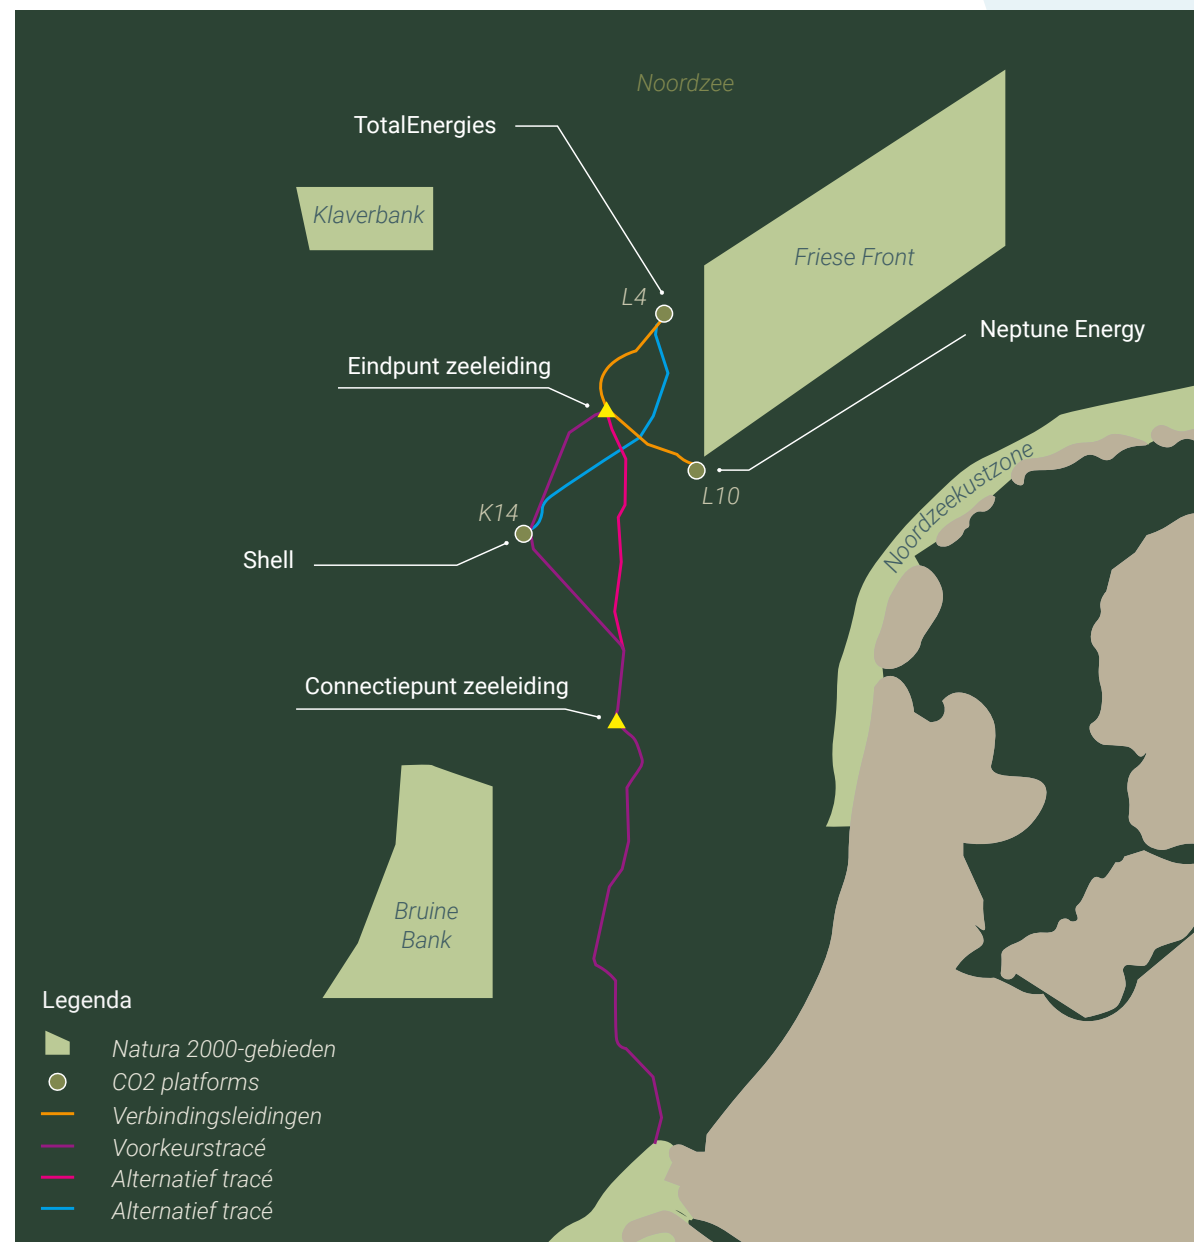 Noordzee
TotalEnergies
Klaverbank
Friese Front
L4
Neptune Energy
Eindpunt zeeleiding
Noordzeekustzone
L10
K14
Shell
Connectiepunt zeeleiding
Bruine
Bank
Legenda
Natura 2000-gebieden
CO2 platforms
Verbindingsleidingen
Voorkeurstracé
Alternatief tracé
Alternatief tracé